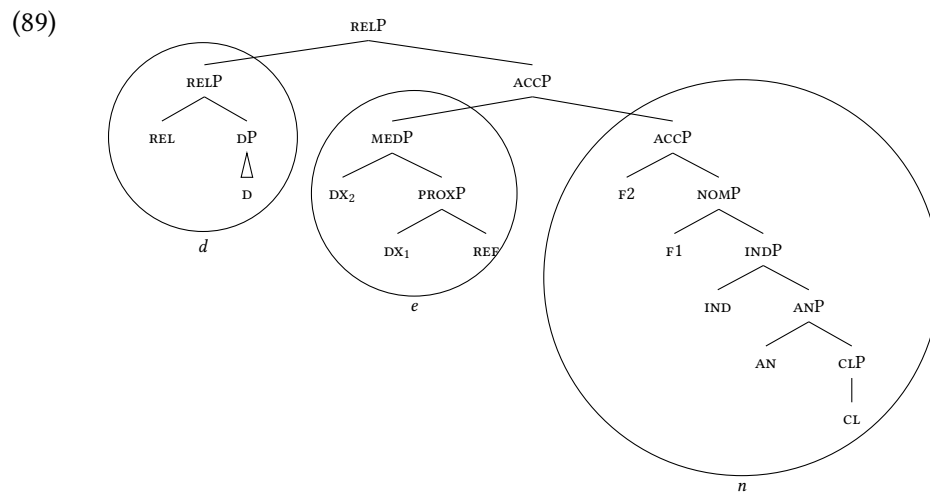 (89)
RELP
RELP ACCP
REL DP MEDP ACCP
D DX₂ PROXP F2 NOMP
d DX₁ REF F1 INDP
e IND ANP
AN CLP
CL
n